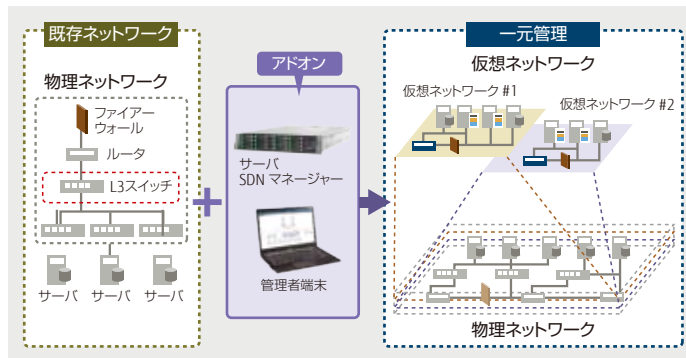 既存ネットワーク
物理ネットワーク
ファイアー
ウォール
ルータ
L3スイッチ
サーバ
サーバ
サーバ
アドオン
サーバ
SDN マネージャー
管理者端末
一元管理
仮想ネットワーク
仮想ネットワーク #1
仮想ネットワーク #2
物理ネットワーク